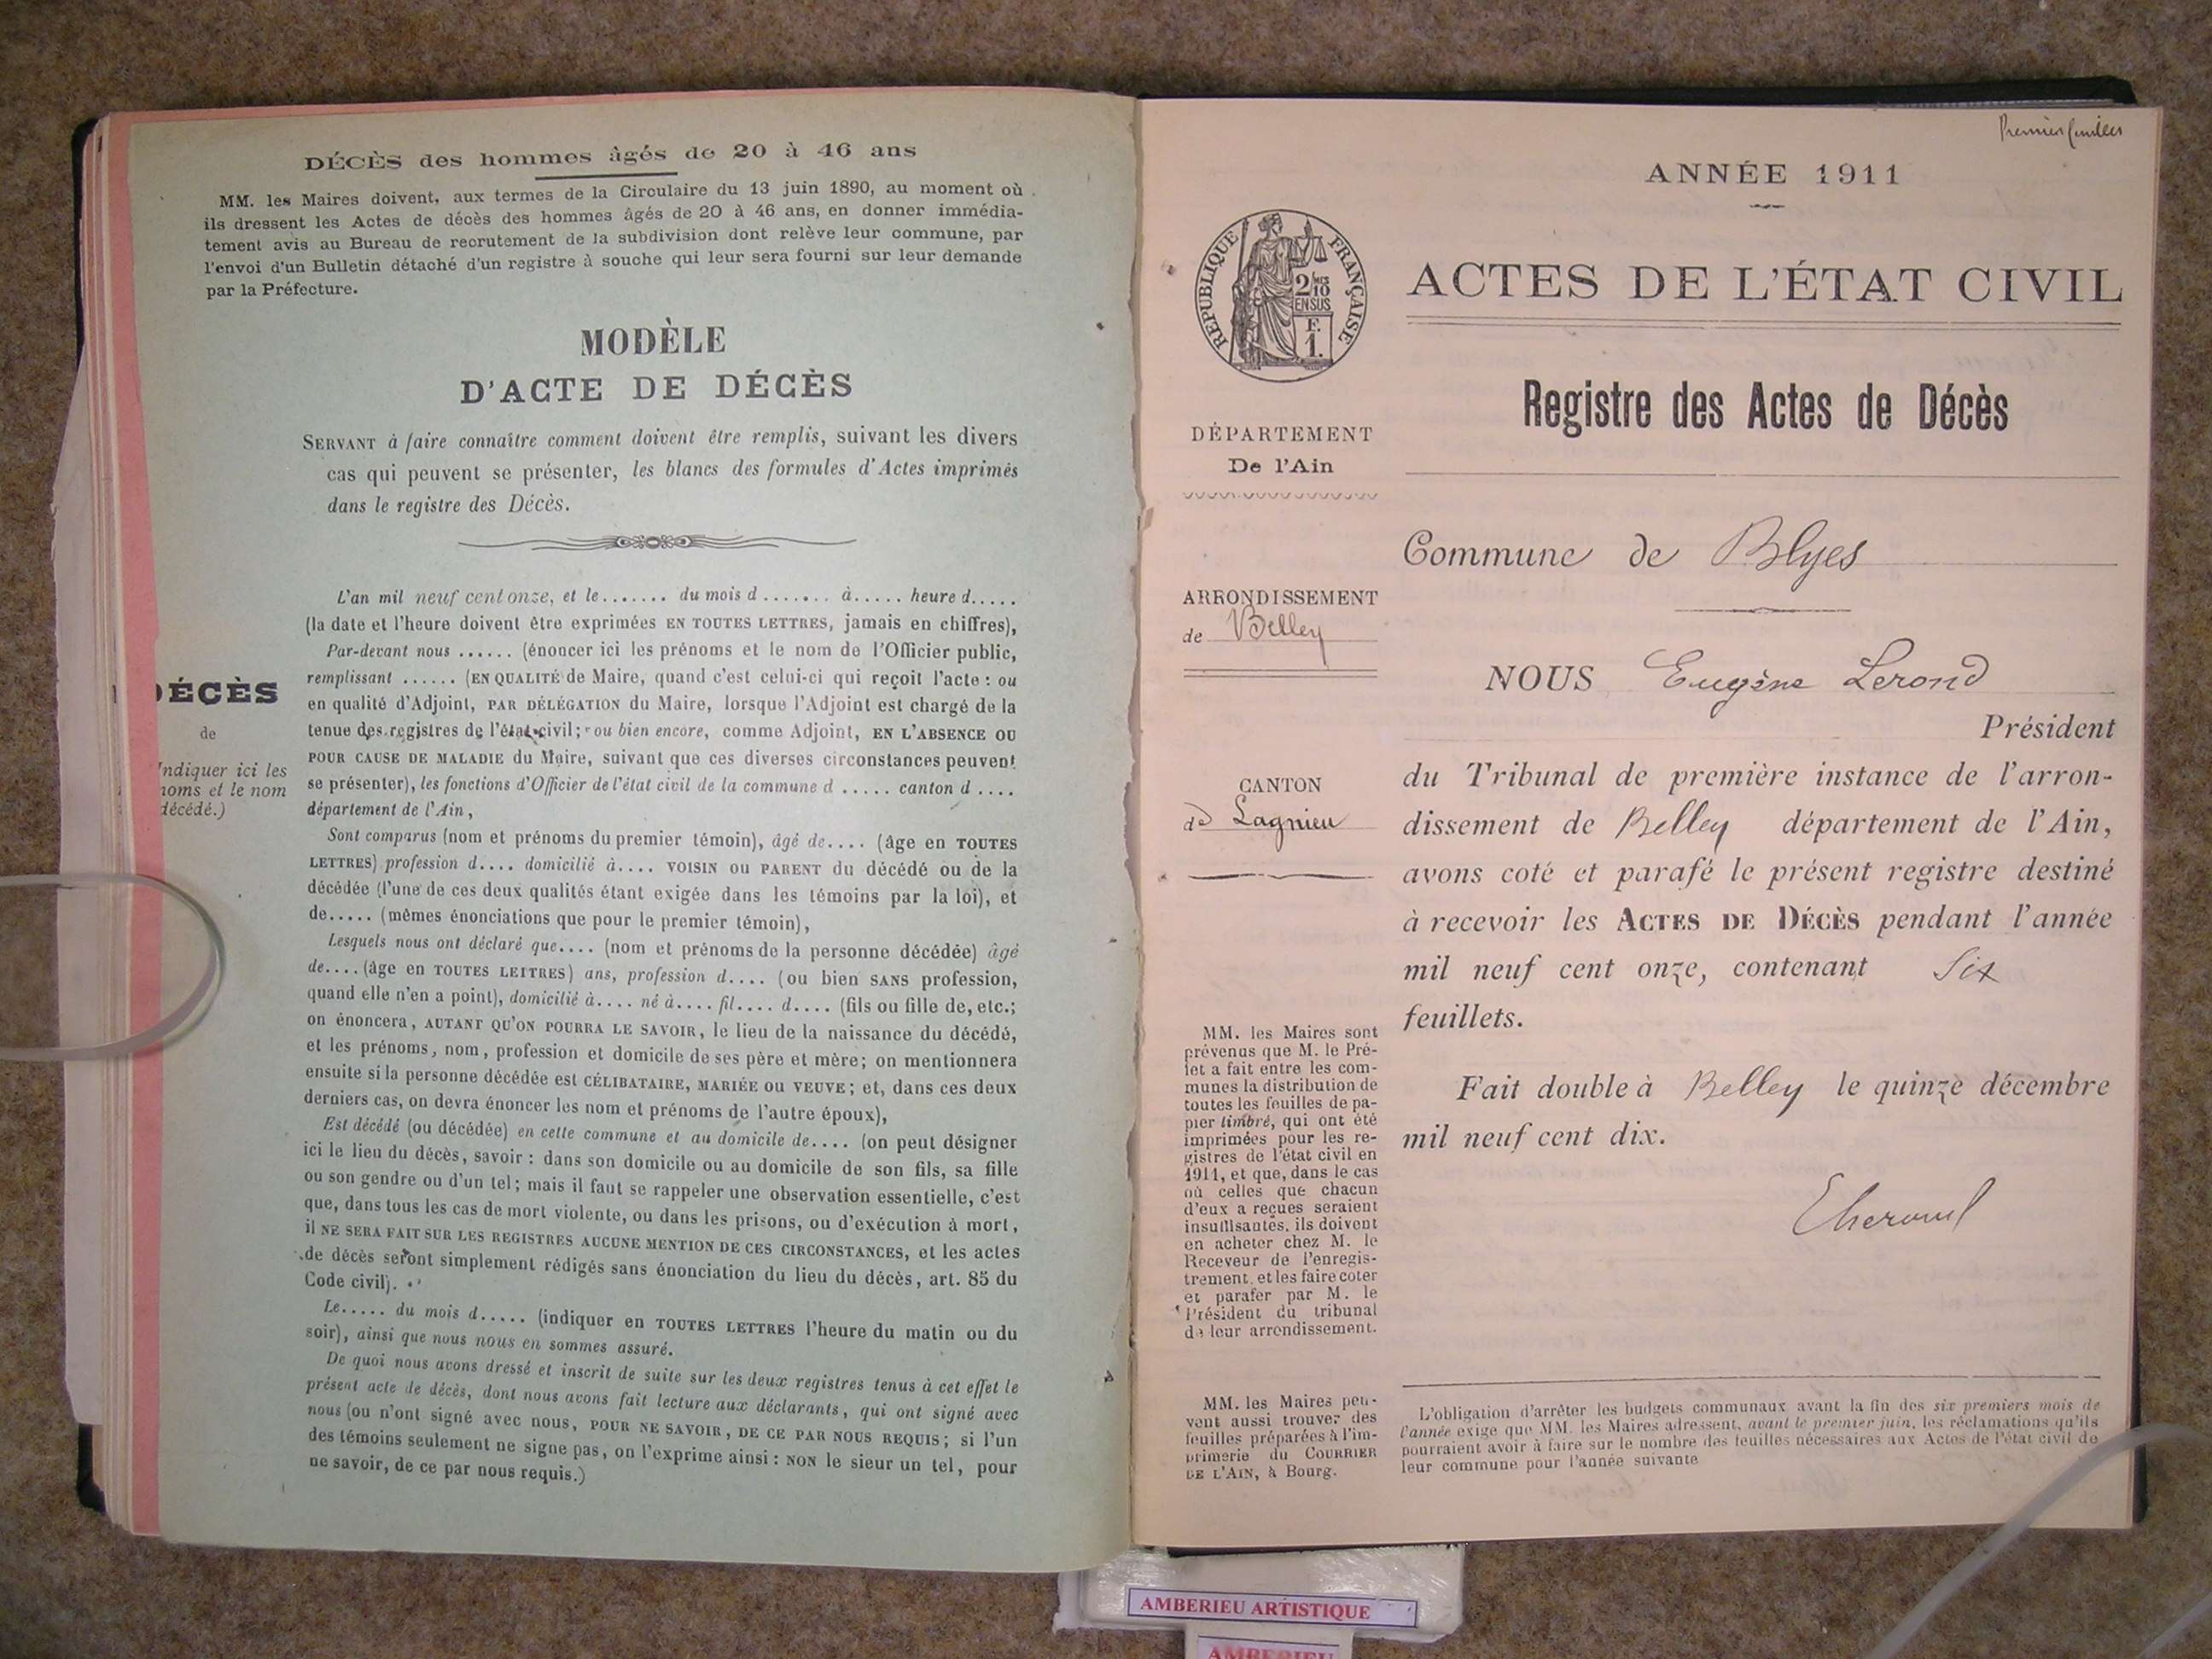 DÉCÈS des hommes âgés de 20 à 46 ans
MM. les Maires doivent, aux termes de la Circulaire du 13 juin 1890, au moment où
ils dressent les Actes de décès des hommes âgés de 20 à 46 ans, en donner immédia-
tement avis au Bureau de recrutement de la subdivision dont relève leur commune, par
l'envoi d'un Bulletin détaché d'un registre à souche qui leur sera fourni sur leur demande
par la Préfecture.
MODÈLE
D'ACTE DE DÉCÈS
SERVANT à faire connaître comment doivent être remplis, suivant les divers
cas qui peuvent se présenter, les blancs des formules d'Actes imprimés
dans le registre des Décès.
DÉCÈS
de
Indiquer ici les
noms et le nom
décédé.)
L'an mil neuf cent onze, et le....... du mois d ....... à..... heure d.....
(la date et l'heure doivent être exprimées EN TOUTES LETTRES, jamais en chiffres),
Par-devant nous ...... (énoncer ici les prénoms et le nom de l'Officier public,
remplissant ...... (EN QUALITÉ de Maire, quand c'est celui-ci qui reçoit l'acte : ou
en qualité d'Adjoint, PAR DÉLÉGATION du Maire, lorsque l'Adjoint est chargé de la
tenue des registres de l'état civil; ou bien encore, comme Adjoint, EN L'ABSENCE OU
POUR CAUSE DE MALADIE du Maire, suivant que ces diverses circonstances peuvent
se présenter), les fonctions d'Officier de l'état civil de la commune d ..... canton d ....
département de l'Ain,
Sont comparus (nom et prénoms du premier témoin), âgé de.... (âge en TOUTES
LETTRES) profession d.... domicilié à.... VOISIN OU PARENT du décédé ou de la
décédée (l'une de ces deux qualités étant exigée dans les témoins par la loi), et
de..... (mêmes énonciations que pour le premier témoin),
Lesquels nous ont déclaré que.... (nom et prénoms de la personne décédée) âgé
de.... (âge en TOUTES LEITRES) ans, profession d.... (ou bien SANS profession,
quand elle n'en a point), domicilié à.... né à.... fil.... d.... (fils ou fille de, etc.;
on énoncera, AUTANT QU'ON POURRA LE SAVOIR, le lieu de la naissance du décédé,
et les prénoms, nom, profession et domicile de ses père et mère; on mentionnera
ensuite si la personne décédée est CÉLIBATAIRE, MARIÉE OU VEUVE; et, dans ces deux
derniers cas, on devra énoncer les nom et prénoms de l'autre époux),
Est décédé (ou décédée) en cette commune et au domicile de.... (on peut désigner
ici le lieu du décès, savoir : dans son domicile ou au domicile de son fils, sa fille
ou son gendre ou d'un tel; mais il faut se rappeler une observation essentielle, c'est
que, dans tous les cas de mort violente, ou dans les prisons, ou d'exécution à mort,
il NE SERA FAIT SUR LES REGISTRES AUCUNE MENTION DE CES CIRCONSTANCES, et les actes
de décès seront simplement rédigés sans énonciation du lieu du décès, art. 85 du
Code civil).
Le..... du mois d..... (indiquer en TOUTES LETTRES l'heure du matin ou du
soir), ainsi que nous nous en sommes assuré.
De quoi nous avons dressé et inscrit de suite sur les deux registres tenus à cet effet le
présent acte de décès, dont nous avons fait lecture aux déclarants, qui ont signé avec
nous (ou n'ont signé avec nous, POUR NE SAVOIR, DE CE PAR NOUS REQUIS; si l'un
des témoins seulement ne signe pas, on l'exprime ainsi : NON le sieur un tel, pour
ne savoir, de ce par nous requis.)
Premier feuillet
ANNÉE 1911
RÉPUBLIQUE FRANÇAISE
2/10
EN SUS
F.
1.
ACTES DE L'ÉTAT CIVIL
Registre des Actes de Décès
DÉPARTEMENT
De l'Ain
Commune de Blyes
ARRONDISSEMENT
de Belley
NOUS Eugène Lerond
Président
CANTON
de Lagnieu
du Tribunal de première instance de l'arron-
dissement de Belley département de l'Ain,
avons coté et parafé le présent registre destiné
à recevoir les ACTES DE DÉCÈS pendant l'année
mil neuf cent onze, contenant Six
feuillets.
Fait double à Belley le quinze décembre
mil neuf cent dix.
MM. les Maires sont
prévenus que M. le Pré-
fet a fait entre les com-
munes la distribution de
toutes les feuilles de pa-
pier timbré, qui ont été
imprimées pour les re-
gistres de l'état civil en
1911, et que, dans le cas
où celles que chacun
d'eux a reçues seraient
insuffisantes, ils doivent
en acheter chez M. le
Receveur de l'enregis-
trement, et les faire coter
et parafer par M. le
Président du tribunal
de leur arrondissement.
MM. les Maires peu-
vent aussi trouver des
feuilles préparées à l'im-
primerie du COURRIER
DE L'AIN, à Bourg.
L'obligation d'arrêter les budgets communaux avant la fin des six premiers mois de
l'année exige que MM. les Maires adressent, avant le premier juin, les réclamations qu'ils
pourraient avoir à faire sur le nombre des feuilles nécessaires aux Actes de l'état civil de
leur commune pour l'année suivante
AMBERIEU ARTISTIQUE
AMBERIEU